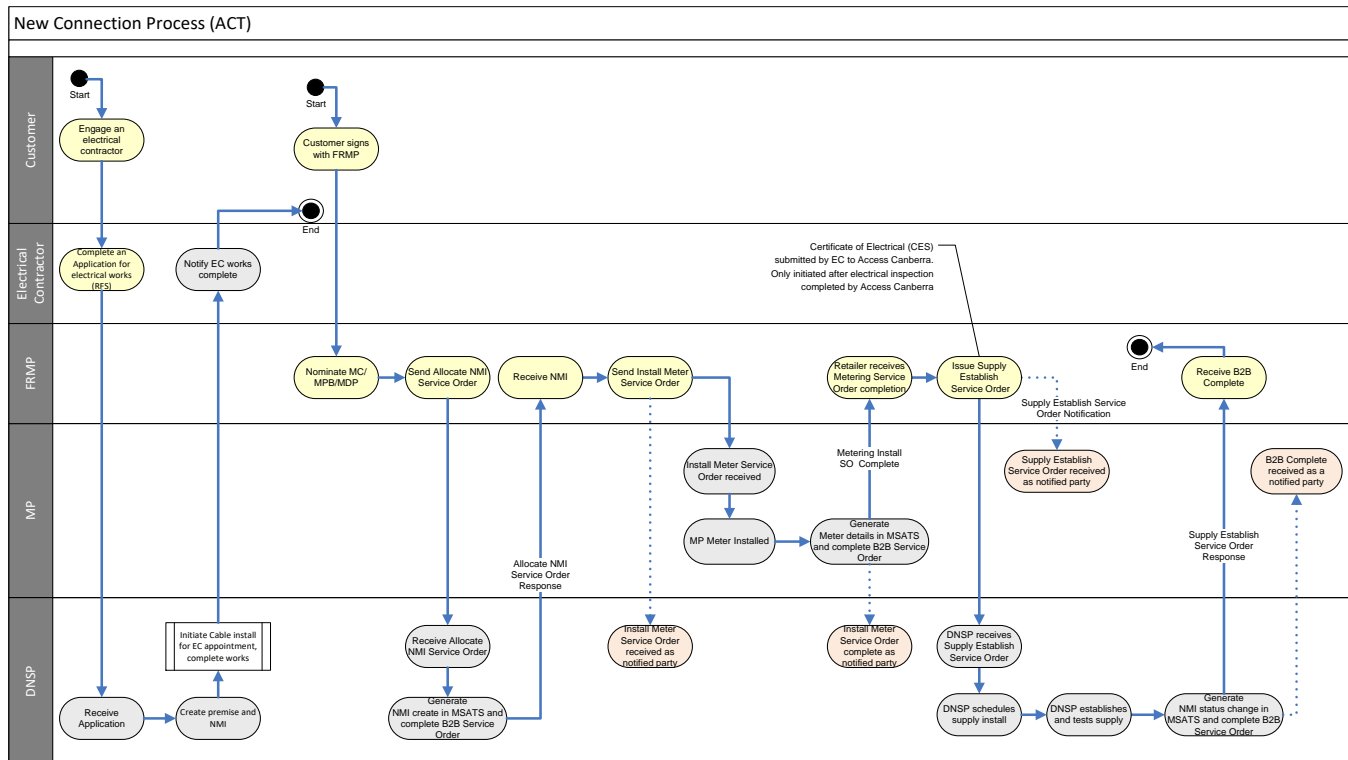 New Connection Process (ACT)
Customer
Start
Engage an
electrical
contractor
Start
Customer signs
with FRMP
End
Electrical
Contractor
Complete an
Application for
electrical works
(RFS)
Notify EC works
complete
Certificate of Electrical (CES)
submitted by EC to Access Canberra.
Only initiated after electrical inspection
completed by Access Canberra
FRMP
Nominate MC/
MPB/MDP
Send Allocate NMI
Service Order
Receive NMI
Send Install Meter
Service Order
Retailer receives
Metering Service
Order completion
Issue Supply
Establish
Service Order
Supply Establish Service
Order Notification
End
Receive B2B
Complete
MP
Install Meter Service
Order received
MP Meter Installed
Generate
Meter details in MSATS
and complete B2B Service
Order
Metering Install
SO Complete
Supply Establish
Service Order received
as notified party
B2B Complete
received as a
notified party
Allocate NMI
Service Order
Response
Supply Establish
Service Order
Response
DNSP
Initiate Cable install
for EC appointment,
complete works
Receive
Application
Create premise and
NMI
Receive Allocate
NMI Service Order
Generate
NMI create in MSATS and
complete B2B Service
Order
Install Meter
Service Order
received as
notified party
Install Meter
Service Order
complete as
notified party
DNSP receives
Supply Establish
Service Order
DNSP schedules
supply install
DNSP establishes
and tests supply
Generate
NMI status change in
MSATS and complete B2B
Service Order